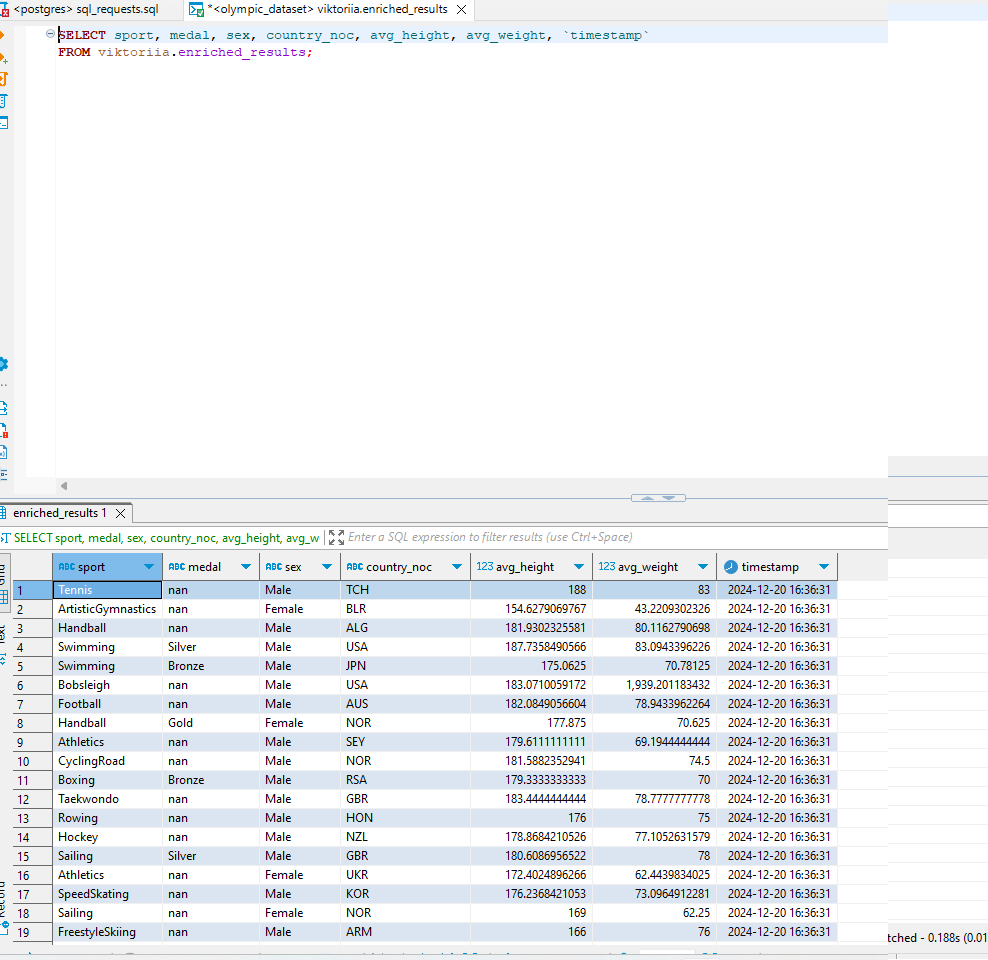 <postgres> sql_requests.sql *<olympic_dataset> viktoriia.enriched_results
SELECT sport, medal, sex, country_noc, avg_height, avg_weight, `timestamp`
FROM viktoriia.enriched_results;
enriched_results 1
SELECT sport, medal, sex, country_noc, avg_height, avg_w Enter a SQL expression to filter results (use Ctrl+Space)
Grid
Text
Record
ABC sport ABC medal ABC sex ABC country_noc 123 avg_height 123 avg_weight timestamp
1 Tennis nan Male TCH 188 83 2024-12-20 16:36:31
2 ArtisticGymnastics nan Female BLR 154.6279069767 43.2209302326 2024-12-20 16:36:31
3 Handball nan Male ALG 181.9302325581 80.1162790698 2024-12-20 16:36:31
4 Swimming Silver Male USA 187.7358490566 83.0943396226 2024-12-20 16:36:31
5 Swimming Bronze Male JPN 175.0625 70.78125 2024-12-20 16:36:31
6 Bobsleigh nan Male USA 183.0710059172 1,939.201183432 2024-12-20 16:36:31
7 Football nan Male AUS 182.0849056604 78.9433962264 2024-12-20 16:36:31
8 Handball Gold Female NOR 177.875 70.625 2024-12-20 16:36:31
9 Athletics nan Male SEY 179.6111111111 69.1944444444 2024-12-20 16:36:31
10 CyclingRoad nan Male NOR 181.5882352941 74.5 2024-12-20 16:36:31
11 Boxing Bronze Male RSA 179.3333333333 70 2024-12-20 16:36:31
12 Taekwondo nan Male GBR 183.4444444444 78.7777777778 2024-12-20 16:36:31
13 Rowing nan Male HON 176 75 2024-12-20 16:36:31
14 Hockey nan Male NZL 178.8684210526 77.1052631579 2024-12-20 16:36:31
15 Sailing Silver Male GBR 180.6086956522 78 2024-12-20 16:36:31
16 Athletics nan Female UKR 172.4024896266 62.4439834025 2024-12-20 16:36:31
17 SpeedSkating nan Male KOR 176.2368421053 73.0964912281 2024-12-20 16:36:31
18 Sailing nan Female NOR 169 62.25 2024-12-20 16:36:31
19 FreestyleSkiing nan Male ARM 166 76 2024-12-20 16:36:31
tched - 0.188s (0.01